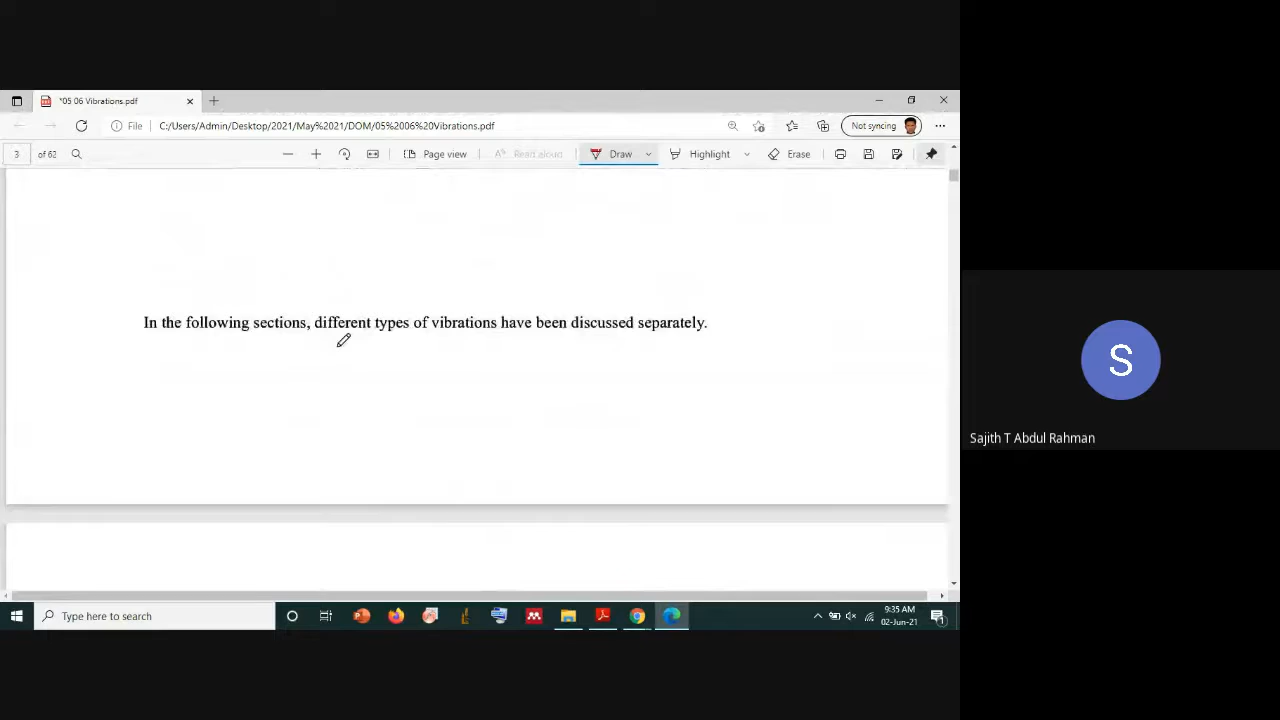 *05 06 Vibrations.pdf
File C:/Users/Admin/Desktop/2021/May%2021/DOM/05%2006%20Vibrations.pdf Not syncing
3 of 62 Page view Read aloud Draw Highlight Erase
In the following sections, different types of vibrations have been discussed separately.
S
Sajith T Abdul Rahman
Type here to search
9:35 AM
02-Jun-21
1